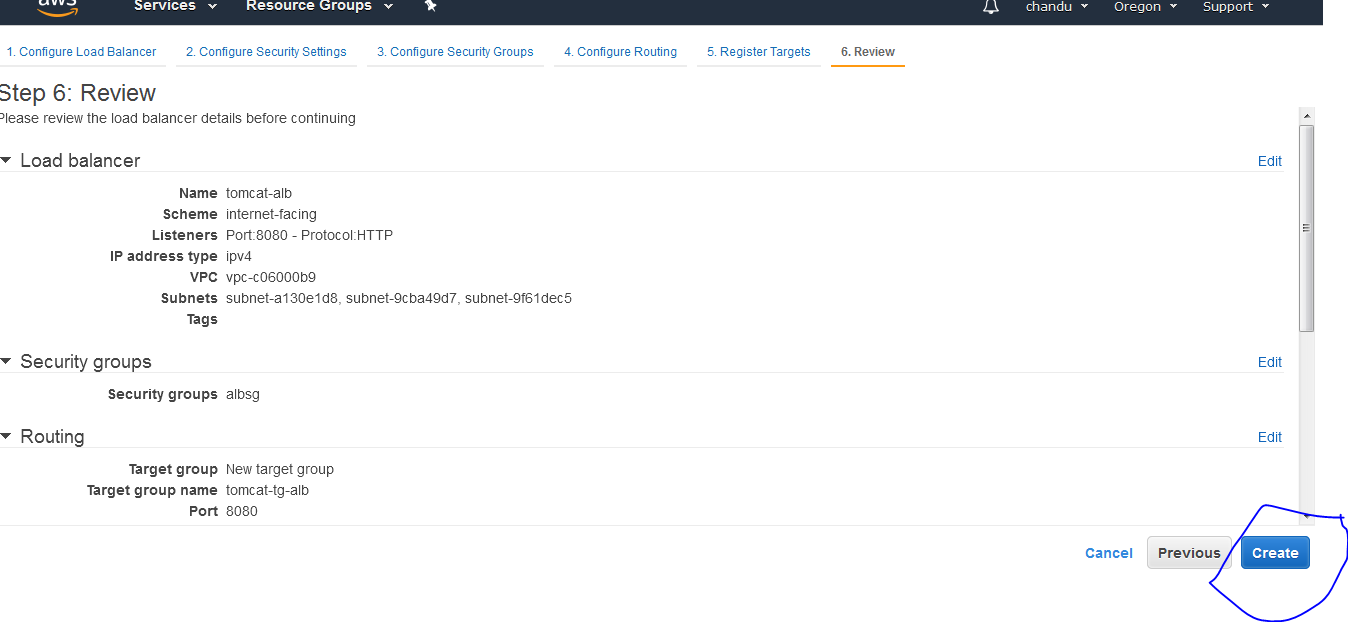 aws Services Resource Groups chandu Oregon Support
1. Configure Load Balancer 2. Configure Security Settings 3. Configure Security Groups 4. Configure Routing 5. Register Targets 6. Review
Step 6: Review
Please review the load balancer details before continuing
Load balancer Edit
Name tomcat-alb
Scheme internet-facing
Listeners Port:8080 - Protocol:HTTP
IP address type ipv4
VPC vpc-c06000b9
Subnets subnet-a130e1d8, subnet-9cba49d7, subnet-9f61dec5
Tags
Security groups Edit
Security groups albsg
Routing Edit
Target group New target group
Target group name tomcat-tg-alb
Port 8080
Cancel Previous Create